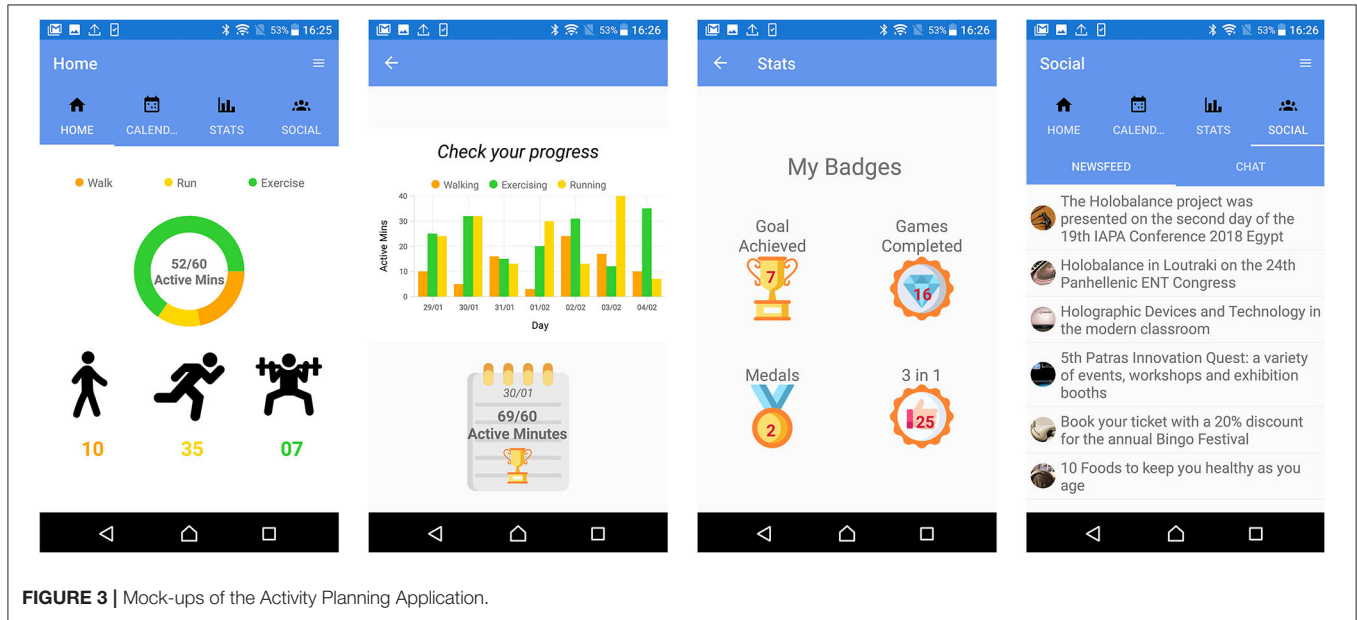 53% 16:25
Home
HOME CALEND... STATS SOCIAL
Walk Run Exercise
52/60
Active Mins
10 35 07
53% 16:26
Check your progress
Walking Exercising Running
Active Mins
40
30
20
10
0
29/01 30/01 31/01 01/02 02/02 03/02 04/02
Day
30/01
69/60
Active Minutes
53% 16:26
Stats
My Badges
Goal
Achieved
7
Games
Completed
16
Medals
2
3 in 1
25
53% 16:26
Social
HOME CALEND... STATS SOCIAL
NEWSFEED CHAT
The Holobalance project was
presented on the second day of the
19th IAPA Conference 2018 Egypt
Holobalance in Loutraki on the 24th
Panhellenic ENT Congress
Holographic Devices and Technology in
the modern classroom
5th Patras Innovation Quest: a variety
of events, workshops and exhibition
booths
Book your ticket with a 20% discount
for the annual Bingo Festival
10 Foods to keep you healthy as you
age
FIGURE 3 | Mock-ups of the Activity Planning Application.